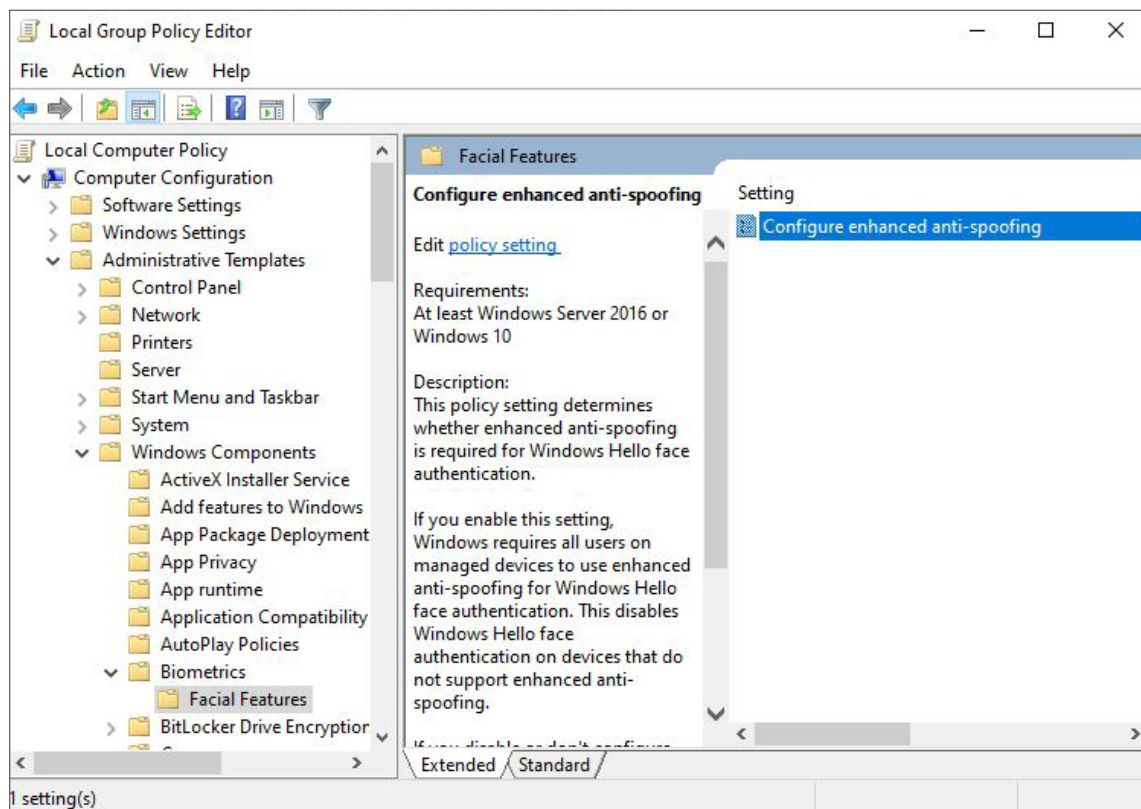 Local Group Policy Editor
File Action View Help
Local Computer Policy
Computer Configuration
Software Settings
Windows Settings
Administrative Templates
Control Panel
Network
Printers
Server
Start Menu and Taskbar
System
Windows Components
ActiveX Installer Service
Add features to Windows
App Package Deployment
App Privacy
App runtime
Application Compatibility
AutoPlay Policies
Biometrics
Facial Features
BitLocker Drive Encryption
Facial Features
Configure enhanced anti-spoofing
Edit policy setting
Requirements:
At least Windows Server 2016 or
Windows 10
Description:
This policy setting determines
whether enhanced anti-spoofing
is required for Windows Hello face
authentication.
If you enable this setting,
Windows requires all users on
managed devices to use enhanced
anti-spoofing for Windows Hello
face authentication. This disables
Windows Hello face
authentication on devices that do
not support enhanced anti-
spoofing.
If you disable or don't configure
Setting
Configure enhanced anti-spoofing
Extended Standard
1 setting(s)